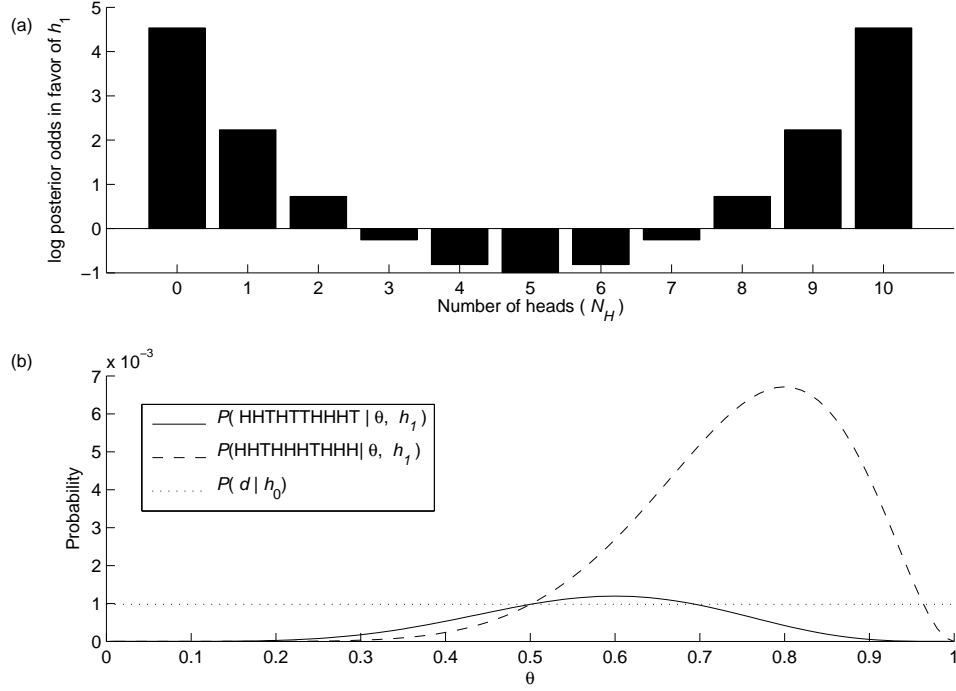 (a)
log posterior odds in favor of h1
5
4
3
2
1
0
−1
0 1 2 3 4 5 6 7 8 9 10
Number of heads ( NH)
(b)
x 10−3
7
6
5
4
3
2
1
0
Probability
P( HHTHTTHHHT | θ, h1)
P(HHTHHHTHHH| θ, h1)
P( d | h0)
0 0.1 0.2 0.3 0.4 0.5 0.6 0.7 0.8 0.9 1
θ